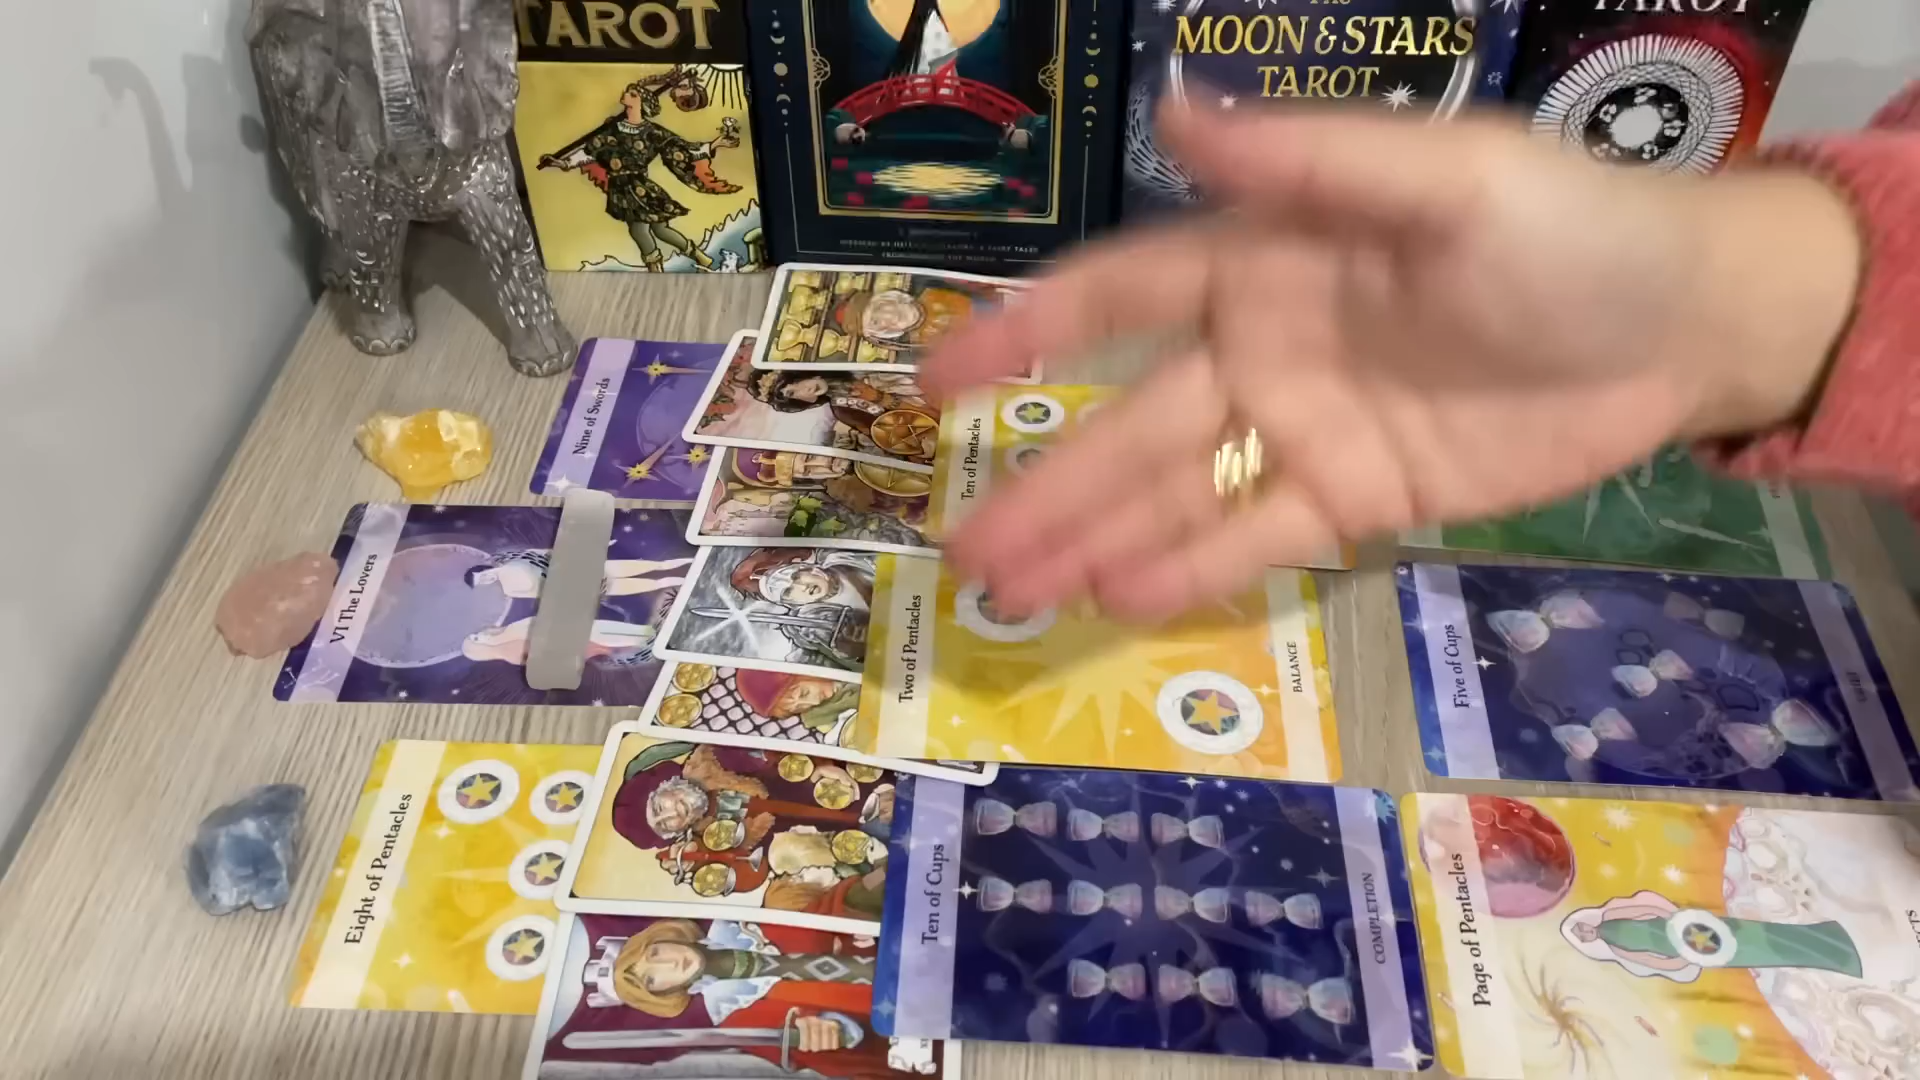 TAROT
MOON & STARS
TAROT
TAROT
Nine of Swords
Ten of Pentacles
VI The Lovers
Two of Pentacles
BALANCE
Five of Cups
Eight of Pentacles
Ten of Cups
COMPLETION
Page of Pentacles